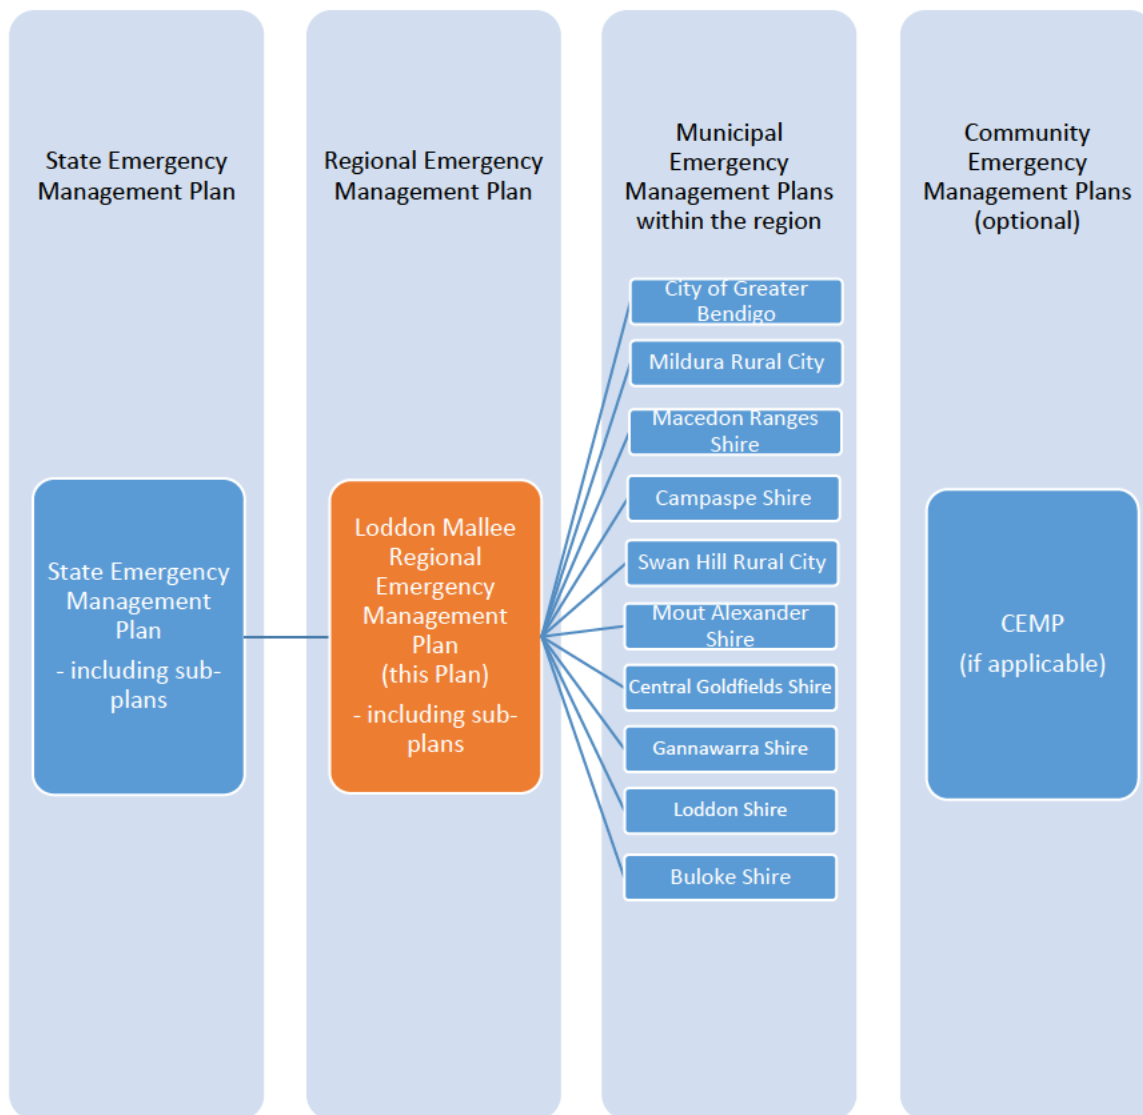 State Emergency
Management Plan
Regional Emergency
Management Plan
Municipal
Emergency
Management Plans
within the region
Community
Emergency
Management Plans
(optional)
State Emergency
Management
Plan
- including sub-
plans
Loddon Mallee
Regional
Emergency
Management
Plan
(this Plan)
- including sub-
plans
City of Greater
Bendigo
Mildura Rural City
Macedon Ranges
Shire
Campaspe Shire
Swan Hill Rural City
Mout Alexander
Shire
Central Goldfields Shire
Gannawarra Shire
Loddon Shire
Buloke Shire
CEMP
(if applicable)